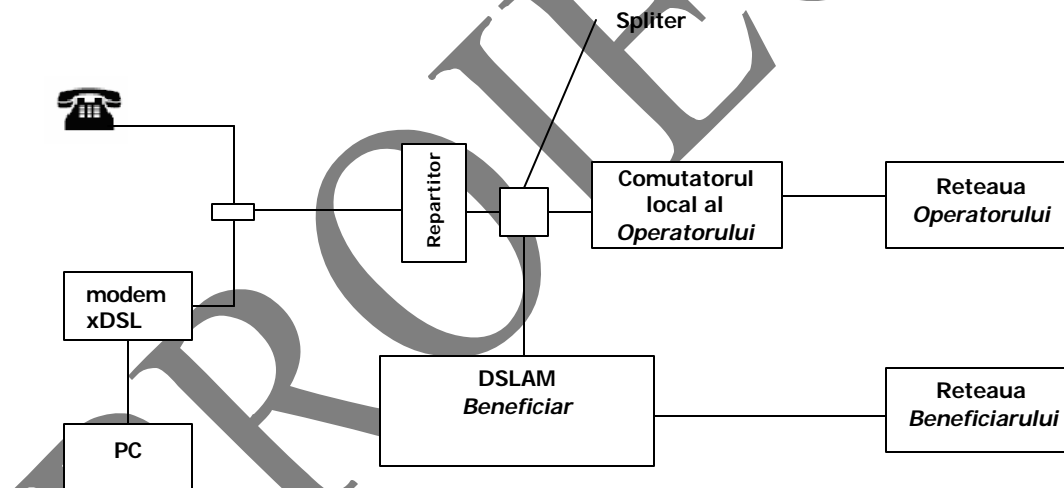 Spliter
Repartitor
Comutatorul
local al
Operatorului
Reteaua
Operatorului
modem
xDSL
DSLAM
Beneficiar
Reteaua
Beneficiarului
PC